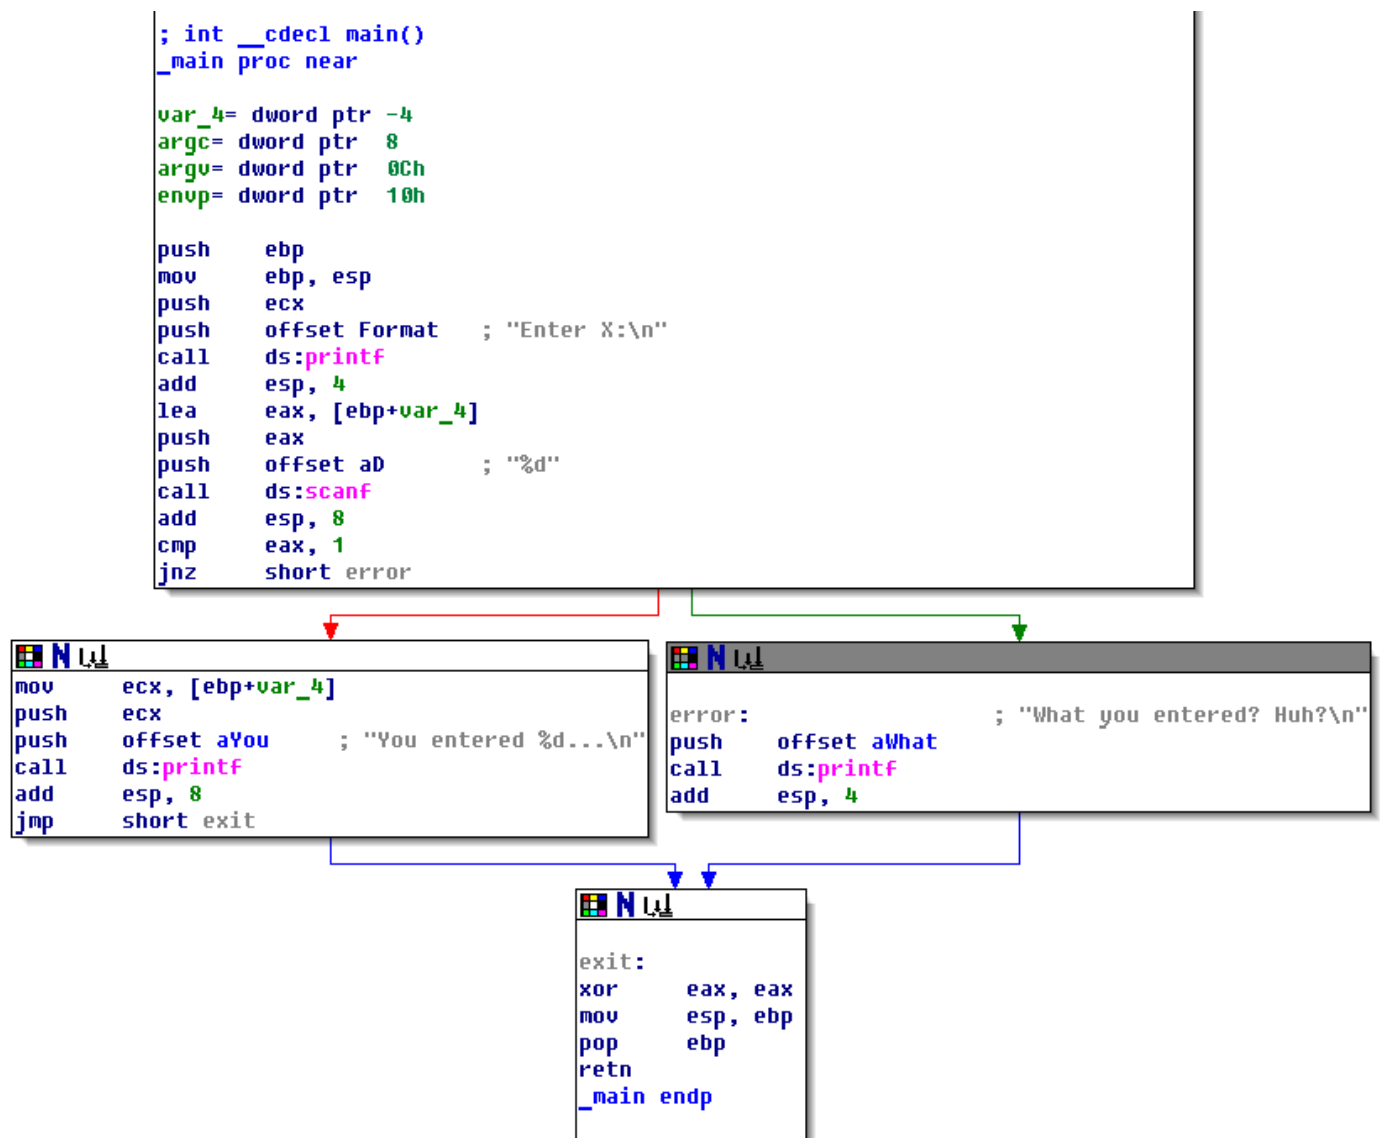 ; int __cdecl main()
_main proc near
var_4= dword ptr -4
argc= dword ptr  8
argv= dword ptr  0Ch
envp= dword ptr  10h
push    ebp
mov     ebp, esp
push    ecx
push    offset Format   ; "Enter X:\n"
call    ds:printf
add     esp, 4
lea     eax, [ebp+var_4]
push    eax
push    offset aD       ; "%d"
call    ds:scanf
add     esp, 8
cmp     eax, 1
jnz     short error
mov     ecx, [ebp+var_4]
push    ecx
push    offset aYou     ; "You entered %d...\n"
call    ds:printf
add     esp, 8
jmp     short exit
error:                  ; "What you entered? Huh?\n"
push    offset aWhat
call    ds:printf
add     esp, 4
exit:
xor     eax, eax
mov     esp, ebp
pop     ebp
retn
_main endp